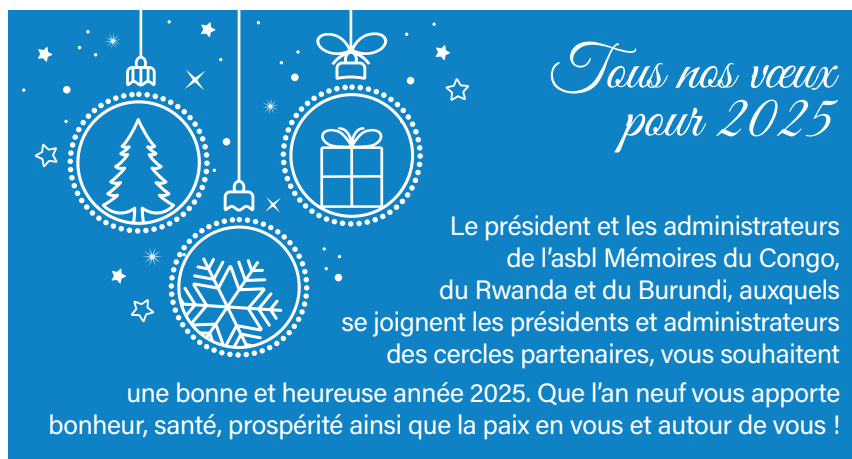 Tous nos vœux
pour 2025
Le président et les administrateurs
de l’asbl Mémoires du Congo,
du Rwanda et du Burundi, auxquels
se joignent les présidents et administrateurs
des cercles partenaires, vous souhaitent
une bonne et heureuse année 2025. Que l’an neuf vous apporte
bonheur, santé, prospérité ainsi que la paix en vous et autour de vous !